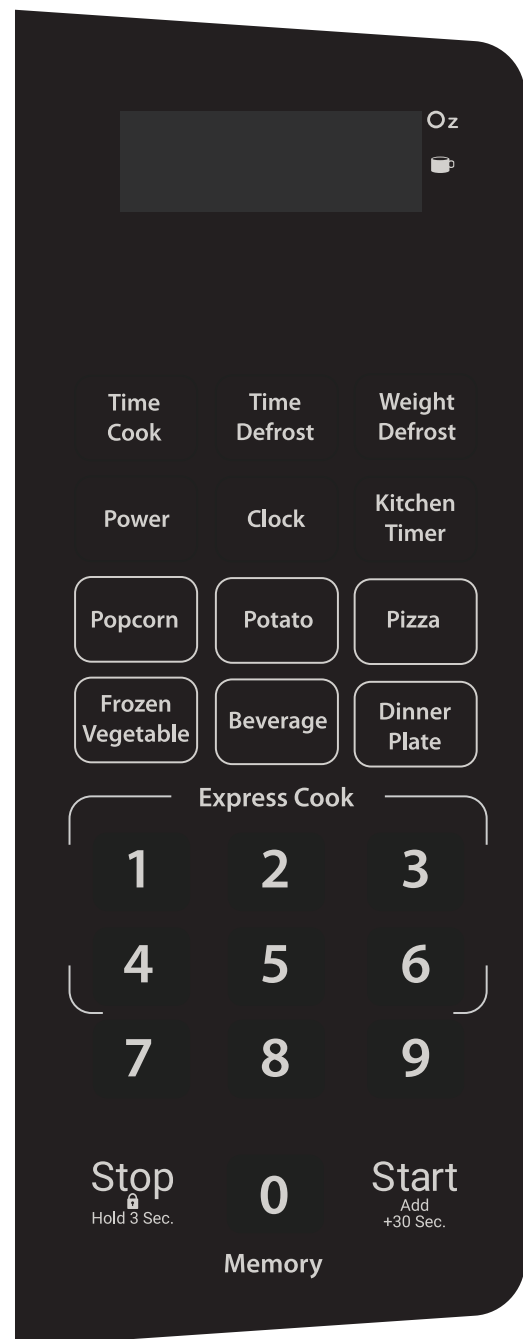 Oz
Time Cook
Time Defrost
Weight Defrost
Power
Clock
Kitchen Timer
Popcorn
Potato
Pizza
Frozen Vegetable
Beverage
Dinner Plate
Express Cook
1 2 3
4 5 6
7 8 9
Stop
Hold 3 Sec.
0
Start
Add
+30 Sec.
Memory